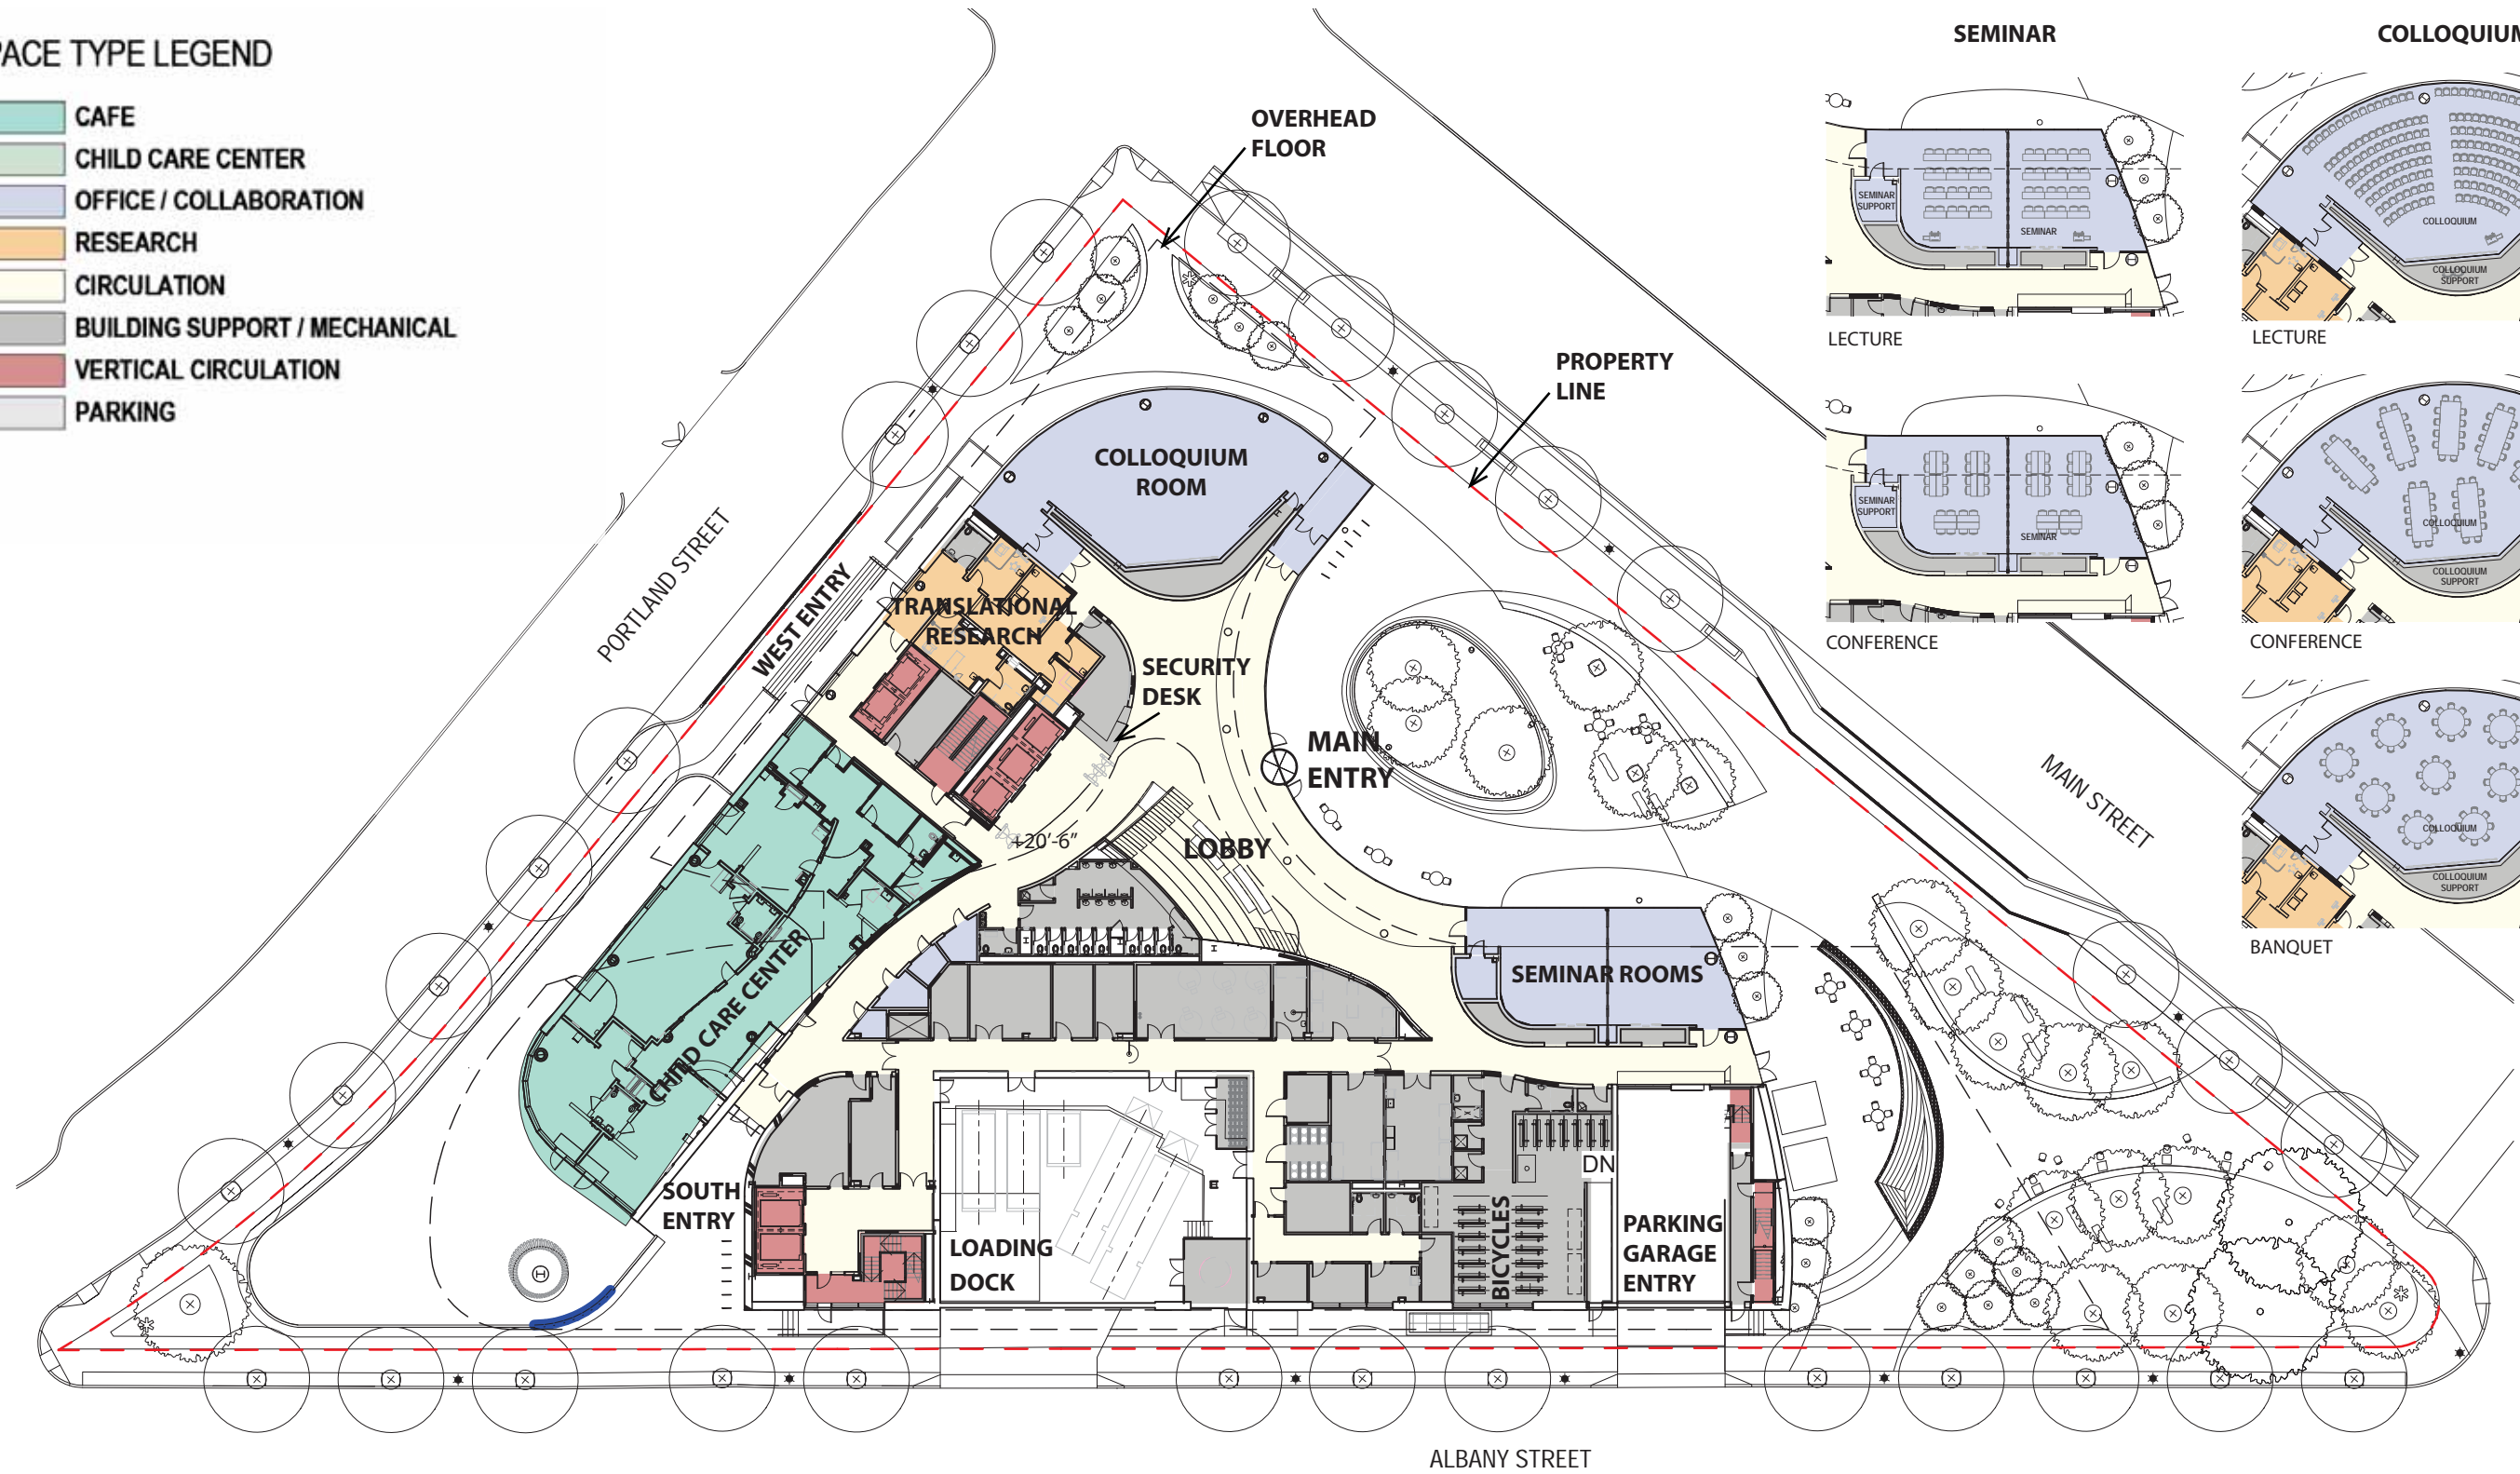 PACE TYPE LEGEND
CAFE
CHILD CARE CENTER
OFFICE / COLLABORATION
RESEARCH
CIRCULATION
BUILDING SUPPORT / MECHANICAL
VERTICAL CIRCULATION
PARKING
OVERHEAD
FLOOR
PROPERTY
LINE
COLLOQUIUM
ROOM
PORTLAND STREET
WEST ENTRY
TRANSLATIONAL
RESEARCH
SECURITY
DESK
MAIN
ENTRY
LOBBY
+20'-6"
CHILD CARE CENTER
SEMINAR ROOMS
MAIN STREET
SOUTH
ENTRY
LOADING
DOCK
BICYCLES
DN
PARKING
GARAGE
ENTRY
ALBANY STREET
SEMINAR
SEMINAR
SUPPORT
SEMINAR
LECTURE
SEMINAR
SUPPORT
SEMINAR
CONFERENCE
COLLOQUIUM
COLLOQUIUM
COLLOQUIUM
SUPPORT
LECTURE
COLLOQUIUM
COLLOQUIUM
SUPPORT
CONFERENCE
COLLOQUIUM
COLLOQUIUM
SUPPORT
BANQUET